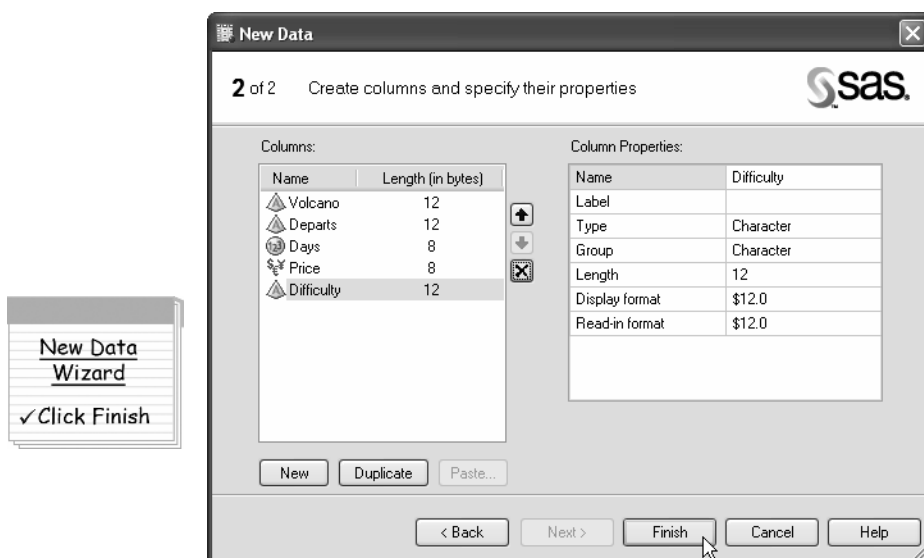 New Data
2 of 2 Create columns and specify their properties
sas.
Columns:
Name Length (in bytes)
Volcano 12
Departs 12
Days 8
Price 8
Difficulty 12
Column Properties:
Name Difficulty
Label
Type Character
Group Character
Length 12
Display format $12.0
Read-in format $12.0
New Duplicate Paste...
< Back Next > Finish Cancel Help
New Data
Wizard
✓Click Finish